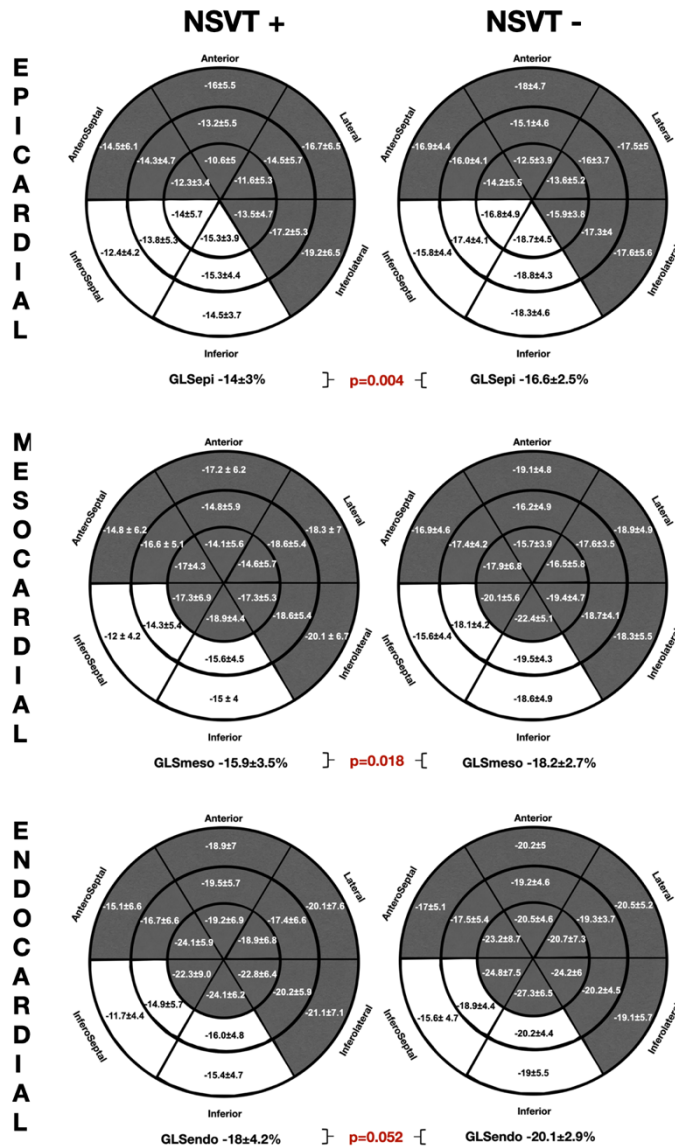 NSVT +
NSVT -
EPICARDIAL
Anterior
-16±5.5
AnteroSeptal
Lateral
-13.2±5.5
-14.5±6.1
-16.7±6.5
-14.3±4.7
-10.6±5
-14.5±5.7
-12.3±3.4
-11.6±5.3
-14±5.7
-13.5±4.7
-12.4±4.2
-13.8±5.3
-15.3±3.9
-17.2±5.3
-19.2±6.5
-15.3±4.4
InferoSeptal
Inferolateral
-14.5±3.7
Inferior
GLSepi -14±3%
Anterior
-18±4.7
AnteroSeptal
Lateral
-15.1±4.6
-16.9±4.4
-17.5±5
-16.0±4.1
-12.5±3.9
-16±3.7
-14.2±5.5
-13.6±5.2
-16.8±4.9
-15.9±3.8
-15.8±4.4
-17.4±4.1
-18.7±4.5
-17.3±4
-17.6±5.6
-18.8±4.3
InferoSeptal
Inferolateral
-18.3±4.6
Inferior
p=0.004
GLSepi -16.6±2.5%
MESOCARDIAL
Anterior
-17.2 ± 6.2
AnteroSeptal
Lateral
-14.8±5.9
-14.8 ± 6.2
-18.3 ± 7
-16.6 ± 5.1
-14.1±5.6
-18.6±5.4
-17±4.3
-14.6±5.7
-17.3±6.9
-17.3±5.3
-12 ± 4.2
-14.3±5.4
-18.9±4.4
-18.6±5.4
-20.1 ± 6.7
-15.6±4.5
InferoSeptal
Inferolateral
-15 ± 4
Inferior
GLSmeso -15.9±3.5%
Anterior
-19.1±4.8
AnteroSeptal
Lateral
-16.2±4.9
-16.9±4.6
-18.9±4.9
-17.4±4.2
-15.7±3.9
-17.6±3.5
-17.9±6.8
-16.5±5.8
-20.1±5.6
-19.4±4.7
-15.6±4.4
-18.1±4.2
-22.4±5.1
-18.7±4.1
-18.3±5.5
-19.5±4.3
InferoSeptal
Inferolateral
-18.6±4.9
Inferior
p=0.018
GLSmeso -18.2±2.7%
ENDOCARDIAL
Anterior
-18.9±7
AnteroSeptal
Lateral
-19.5±5.7
-15.1±6.6
-20.1±7.6
-16.7±6.6
-19.2±6.9
-17.4±6.6
-24.1±5.9
-18.9±6.8
-22.3±9.0
-22.8±6.4
-11.7±4.4
-14.9±5.7
-24.1±6.2
-20.2±5.9
-21.1±7.1
-16.0±4.8
InferoSeptal
Inferolateral
-15.4±4.7
Inferior
GLSendo -18±4.2%
Anterior
-20.2±5
AnteroSeptal
Lateral
-19.2±4.6
-17±5.1
-20.5±5.2
-17.5±5.4
-20.5±4.6
-19.3±3.7
-23.2±8.7
-20.7±7.3
-24.8±7.5
-24.2±6
-15.6± 4.7
-18.9±4.4
-27.3±6.5
-20.2±4.5
-19.1±5.7
-20.2±4.4
InferoSeptal
Inferolateral
-19±5.5
Inferior
p=0.052
GLSendo -20.1±2.9%